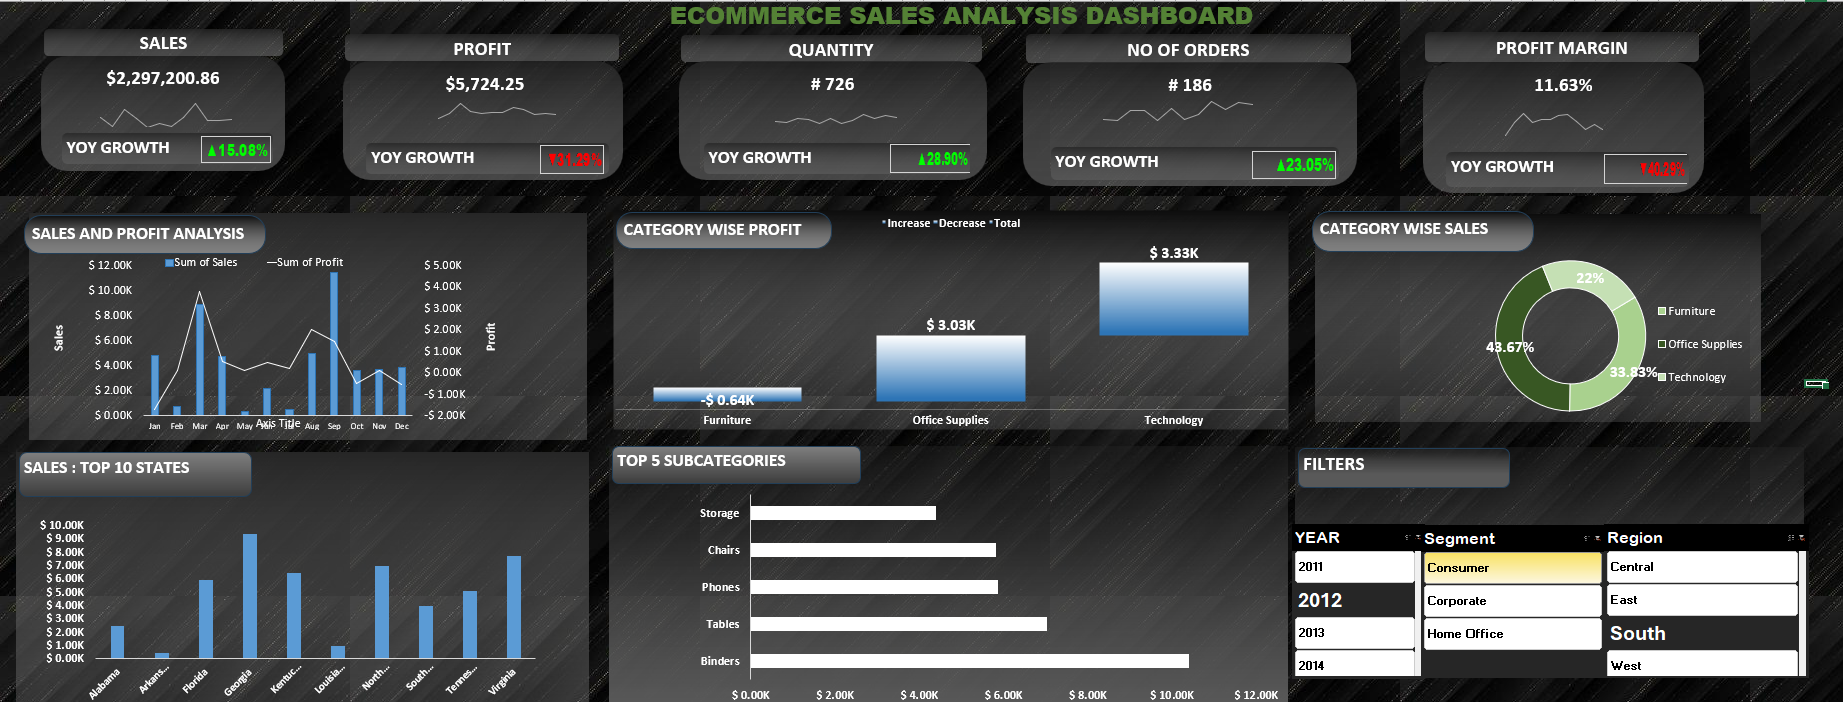 ECOMMERCE SALES ANALYSIS DASHBOARD
SALES
$2,297,200.86
YOY GROWTH
▲15.08%
PROFIT
$5,724.25
YOY GROWTH
QUANTITY
# 726
YOY GROWTH
▲28.90%
NO OF ORDERS
# 186
YOY GROWTH
▲23.05%
PROFIT MARGIN
11.63%
YOY GROWTH
SALES AND PROFIT ANALYSIS
Sum of Sales
Sum of Profit
Sales
$ 12.00K
$ 10.00K
$ 8.00K
$ 6.00K
$ 4.00K
$ 2.00K
$ 0.00K
$ 5.00K
$ 4.00K
$ 3.00K
$ 2.00K
$ 1.00K
$ 0.00K
-$ 1.00K
-$ 2.00K
Profit
Jan Feb Mar Apr May Jun Jul Aug Sep Oct Nov Dec
Axis Title
CATEGORY WISE PROFIT
Increase Decrease Total
-$ 0.64K
$ 3.03K
$ 3.33K
Furniture Office Supplies Technology
CATEGORY WISE SALES
22%
43.67%
33.83%
Furniture
Office Supplies
Technology
SALES : TOP 10 STATES
$ 10.00K
$ 9.00K
$ 8.00K
$ 7.00K
$ 6.00K
$ 5.00K
$ 4.00K
$ 3.00K
$ 2.00K
$ 1.00K
$ 0.00K
Alabama Arkans... Florida Georgia Kentuc... Louisia... North... South... Tennes... Virginia
TOP 5 SUBCATEGORIES
Storage
Chairs
Phones
Tables
Binders
$ 0.00K $ 2.00K $ 4.00K $ 6.00K $ 8.00K $ 10.00K $ 12.00K
FILTERS
YEAR
2011
2012
2013
2014
Segment
Consumer
Corporate
Home Office
Region
Central
East
South
West